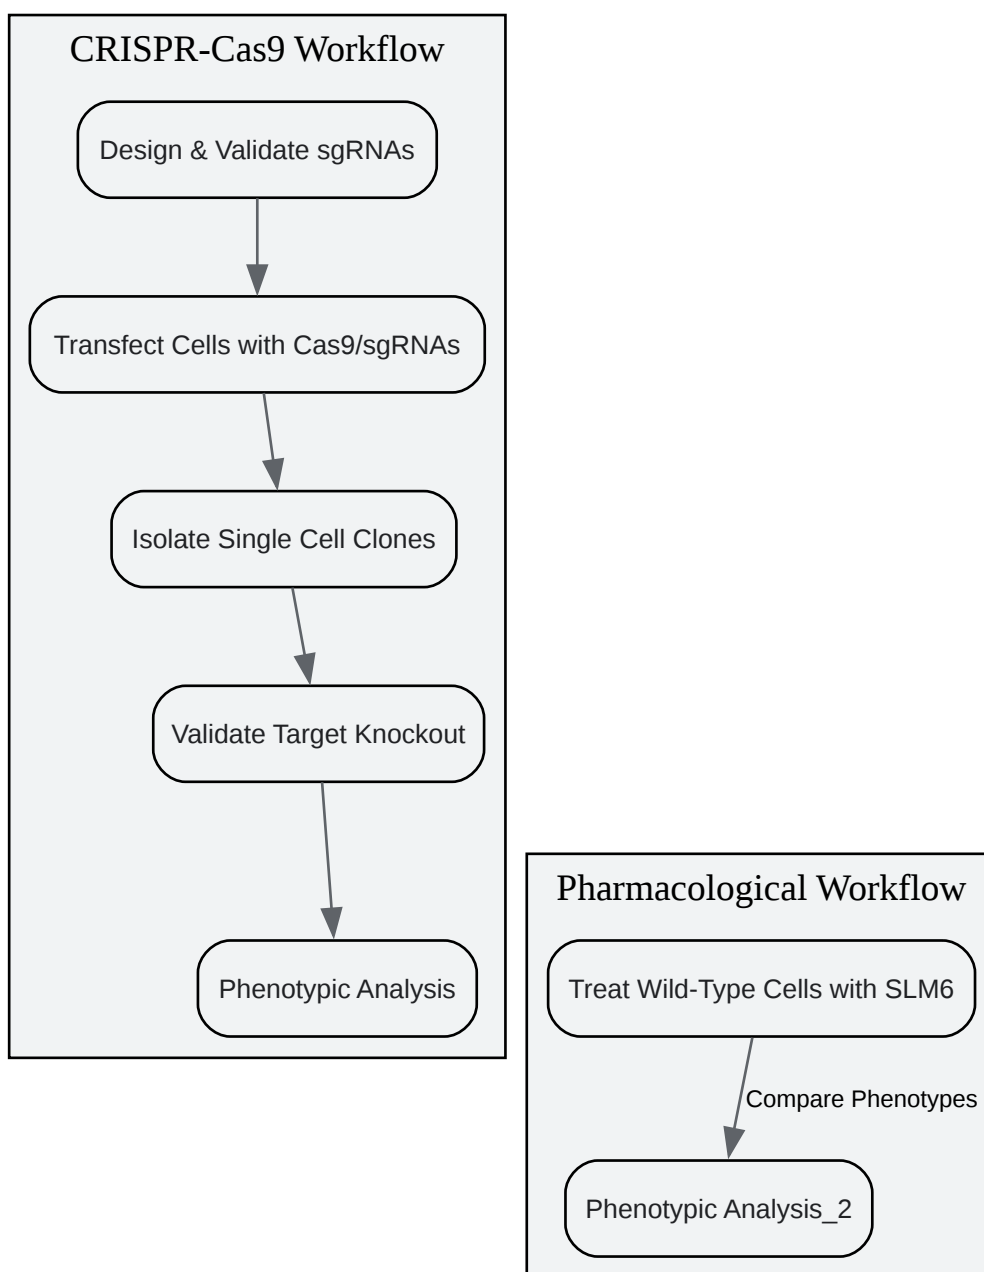 CRISPR-Cas9 Workflow
Design & Validate sgRNAs
Transfect Cells with Cas9/sgRNAs
Isolate Single Cell Clones
Validate Target Knockout
Phenotypic Analysis
Pharmacological Workflow
Treat Wild-Type Cells with SLM6
Compare Phenotypes
Phenotypic Analysis_2